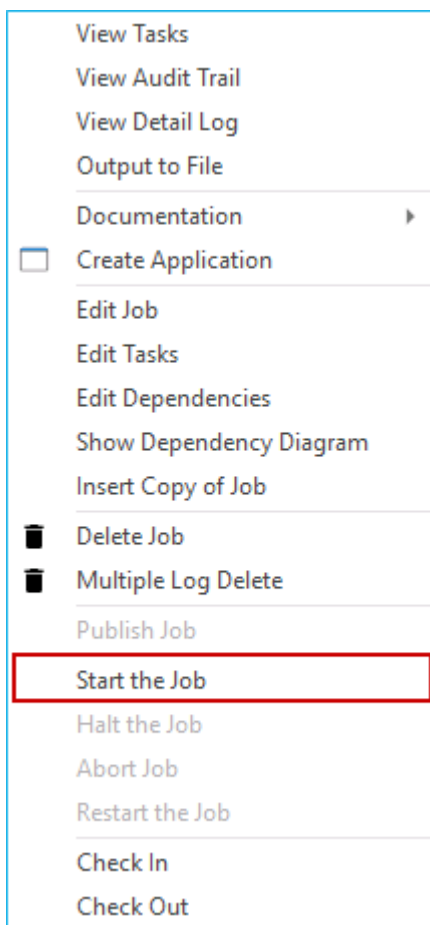 View Tasks
View Audit Trail
View Detail Log
Output to File
Documentation
Create Application
Edit Job
Edit Tasks
Edit Dependencies
Show Dependency Diagram
Insert Copy of Job
Delete Job
Multiple Log Delete
Publish Job
Start the Job
Halt the Job
Abort Job
Restart the Job
Check In
Check Out